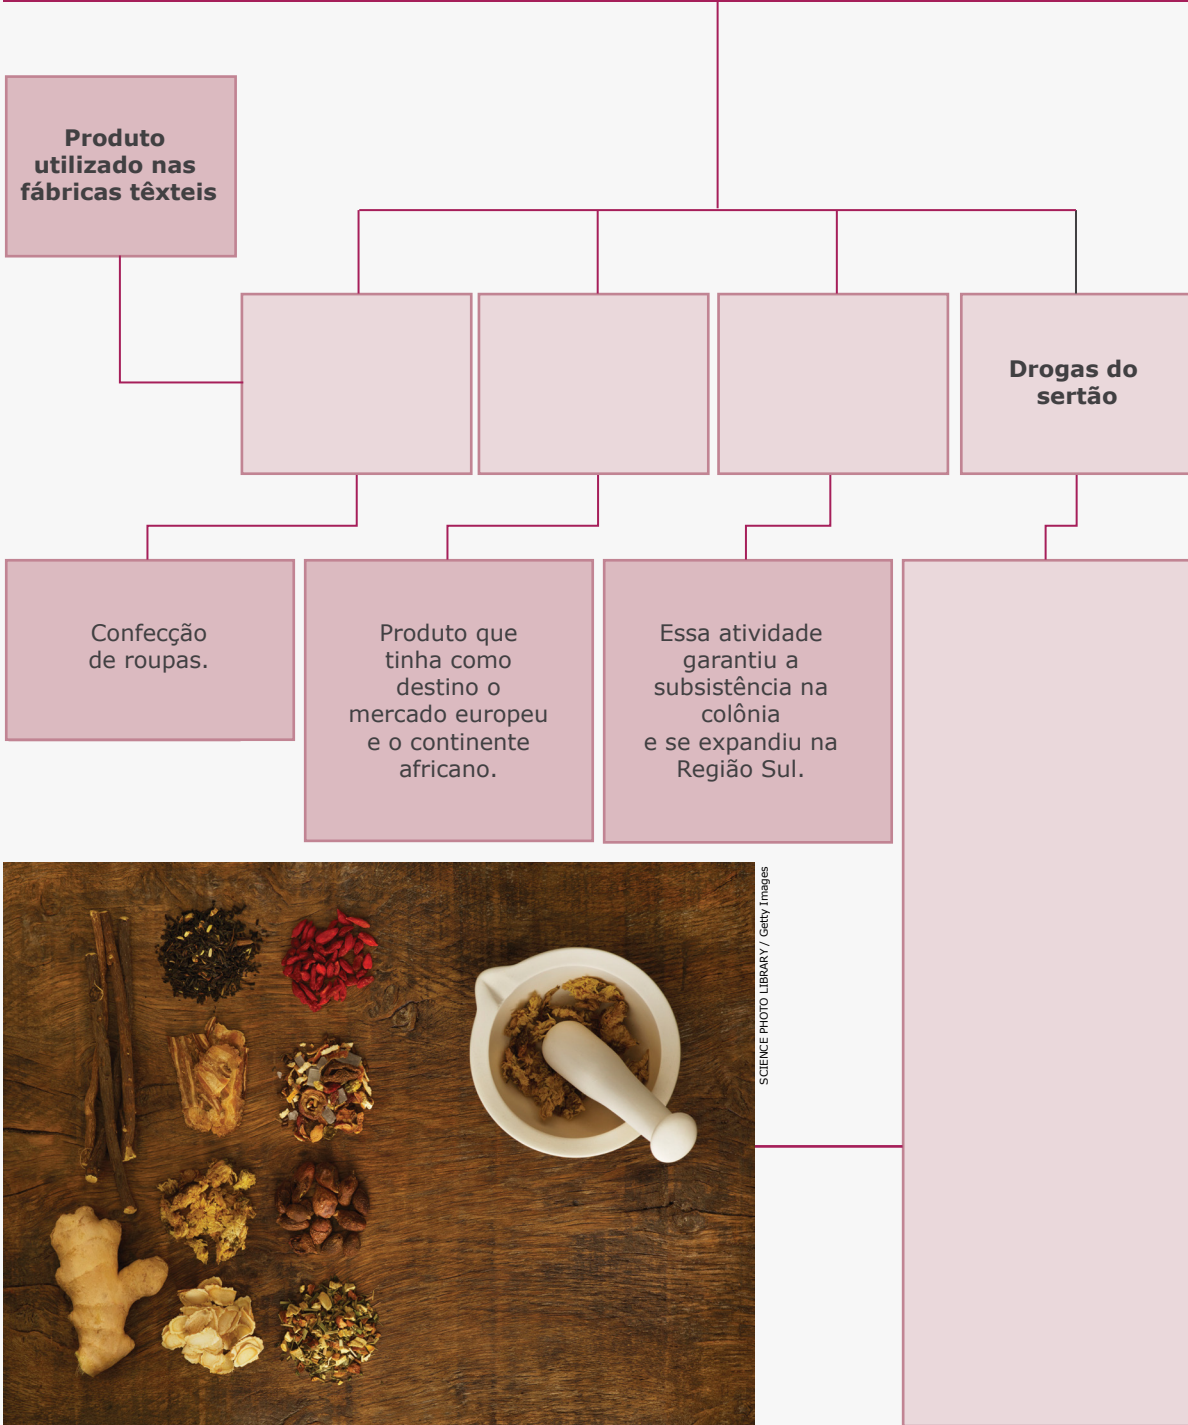 Produto
utilizado nas
fábricas têxteis
Drogas do
sertão
Confecção
de roupas.
Produto que
tinha como
destino o
mercado europeu
e o continente
africano.
Essa atividade
garantiu a
subsistência na
colônia
e se expandiu na
Região Sul.
SCIENCE PHOTO LIBRARY / Getty Images